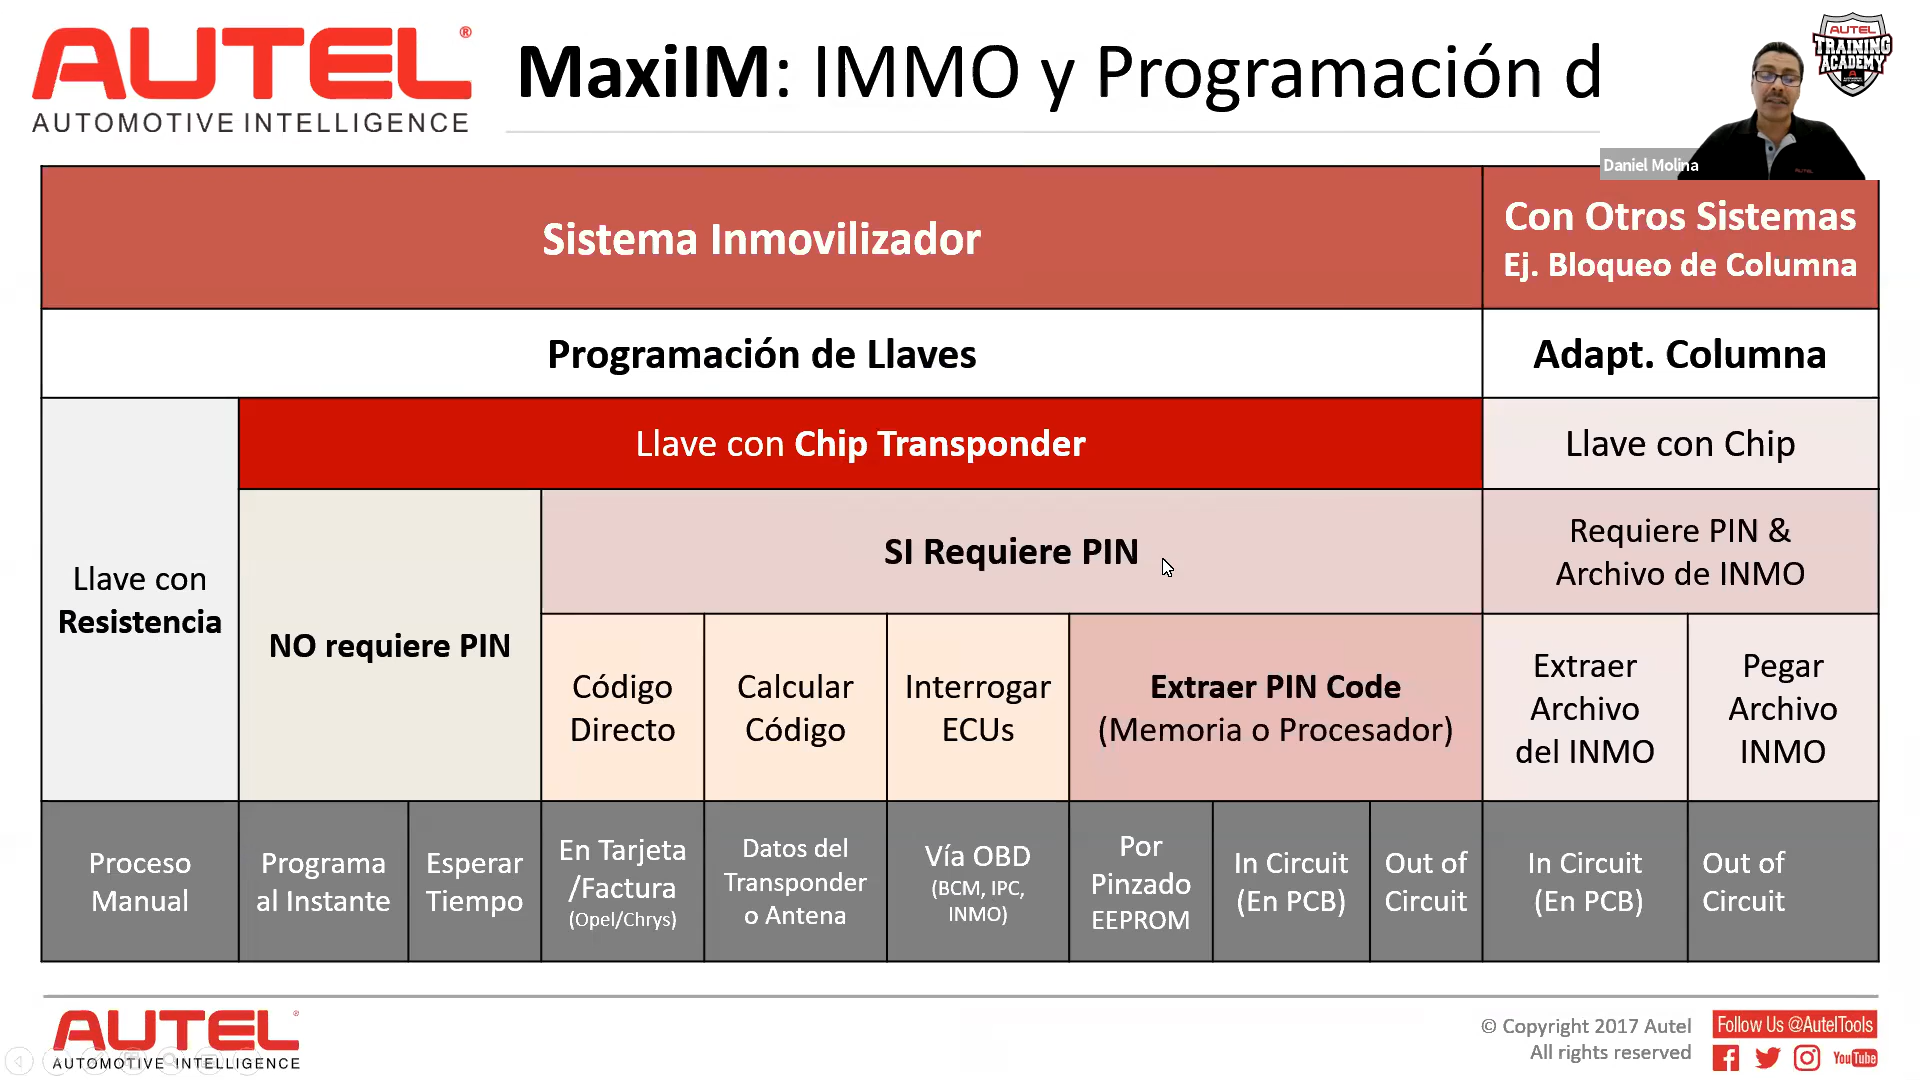 AUTEL®
AUTOMOTIVE INTELLIGENCE
MaxiIM: IMMO y Programación d
AUTEL
TRAINING
ACADEMY
Daniel Molina
Sistema Inmovilizador
Con Otros Sistemas
Ej. Bloqueo de Columna
Programación de Llaves
Adapt. Columna
Llave con
Resistencia
Llave con Chip Transponder
Llave con Chip
NO requiere PIN
SI Requiere PIN
Requiere PIN &
Archivo de INMO
Código
Directo
Calcular
Código
Interrogar
ECUs
Extraer PIN Code
(Memoria o Procesador)
Extraer
Archivo
del INMO
Pegar
Archivo
INMO
Proceso
Manual
Programa
al Instante
Esperar
Tiempo
En Tarjeta
/Factura
(Opel/Chrys)
Datos del
Transponder
o Antena
Vía OBD
(BCM, IPC,
INMO)
Por
Pinzado
EEPROM
In Circuit
(En PCB)
Out of
Circuit
In Circuit
(En PCB)
Out of
Circuit
AUTEL®
AUTOMOTIVE INTELLIGENCE
© Copyright 2017 Autel
All rights reserved
Follow Us @AutelTools
YouTube